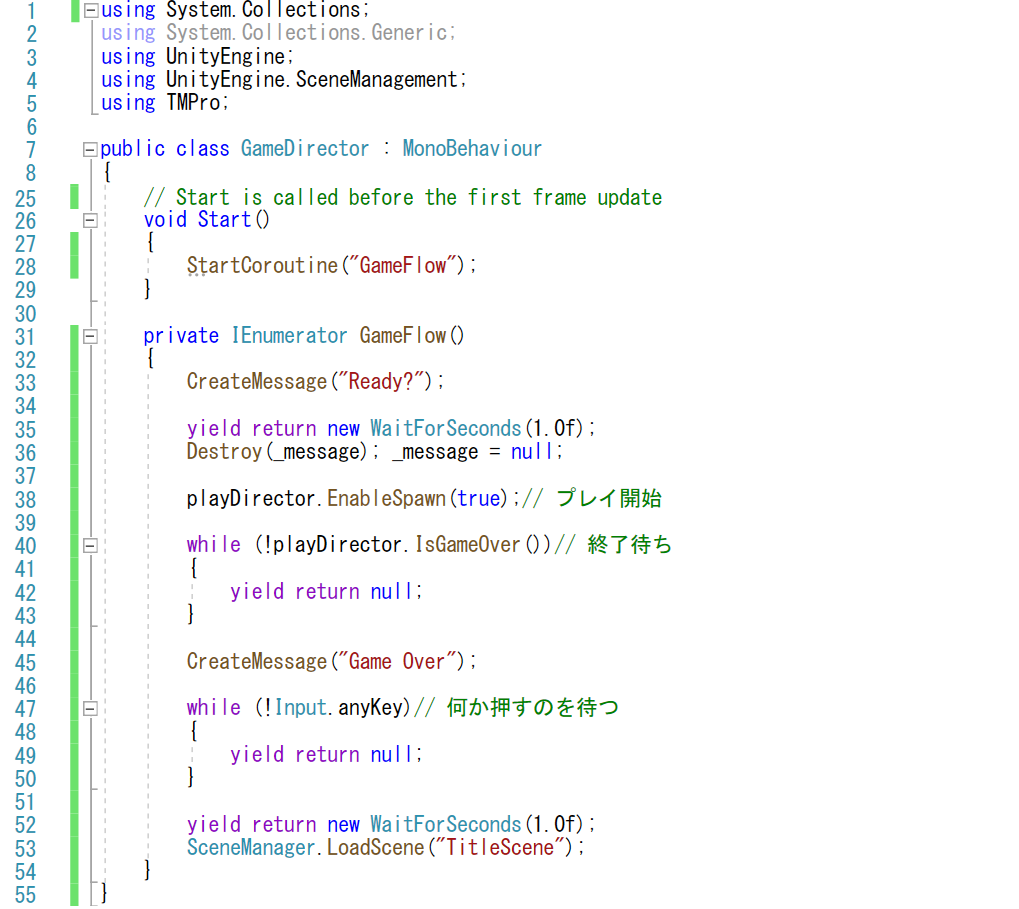 1 using System.Collections;
2 using System.Collections.Generic;
3 using UnityEngine;
4 using UnityEngine.SceneManagement;
5 using TMPro;
6
7 public class GameDirector : MonoBehaviour
8 {
25 // Start is called before the first frame update
26 void Start()
27 {
28 StartCoroutine("GameFlow");
29 }
30
31 private IEnumerator GameFlow()
32 {
33 CreateMessage("Ready?");
34
35 yield return new WaitForSeconds(1.0f);
36 Destroy(_message); _message = null;
37
38 playDirector.EnableSpawn(true);// プレイ開始
39
40 while (!playDirector.IsGameOver())// 終了待ち
41 {
42 yield return null;
43 }
44
45 CreateMessage("Game Over");
46
47 while (!Input.anyKey)// 何か押すのを待つ
48 {
49 yield return null;
50 }
51
52 yield return new WaitForSeconds(1.0f);
53 SceneManager.LoadScene("TitleScene");
54 }
55 }